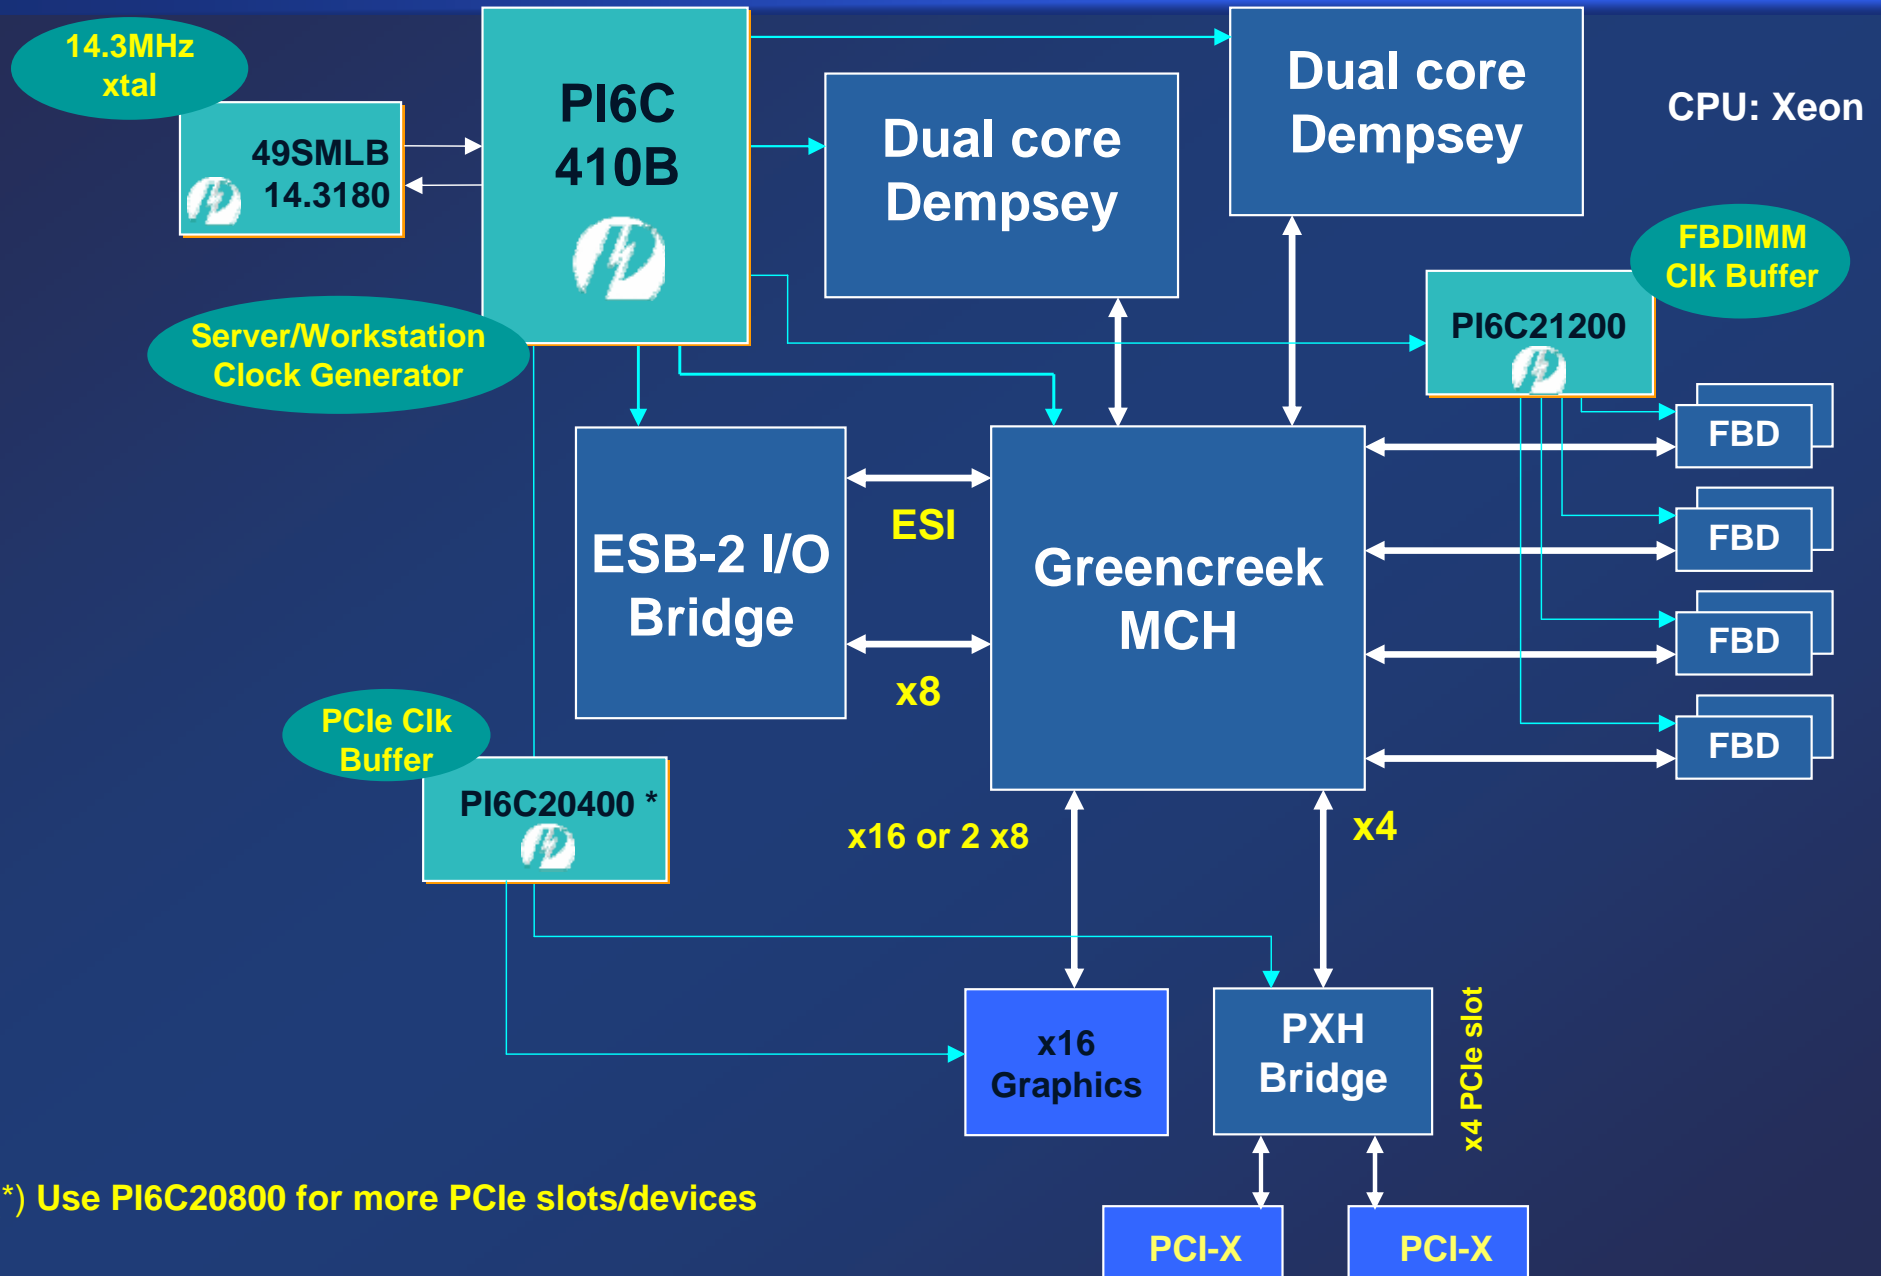 14.3MHz
xtal
49SMLB
14.3180
PI6C
410B
Dual core
Dempsey
Dual core
Dempsey
CPU: Xeon
Server/Workstation
Clock Generator
FBDIMM
Clk Buffer
PI6C21200
FBD
FBD
FBD
FBD
ESB-2 I/O
Bridge
ESI
x8
Greencreek
MCH
PCIe Clk
Buffer
PI6C20400 *
x16 or 2 x8
x4
x16
Graphics
PXH
Bridge
x4 PCIe slot
*) Use PI6C20800 for more PCIe slots/devices
PCI-X
PCI-X